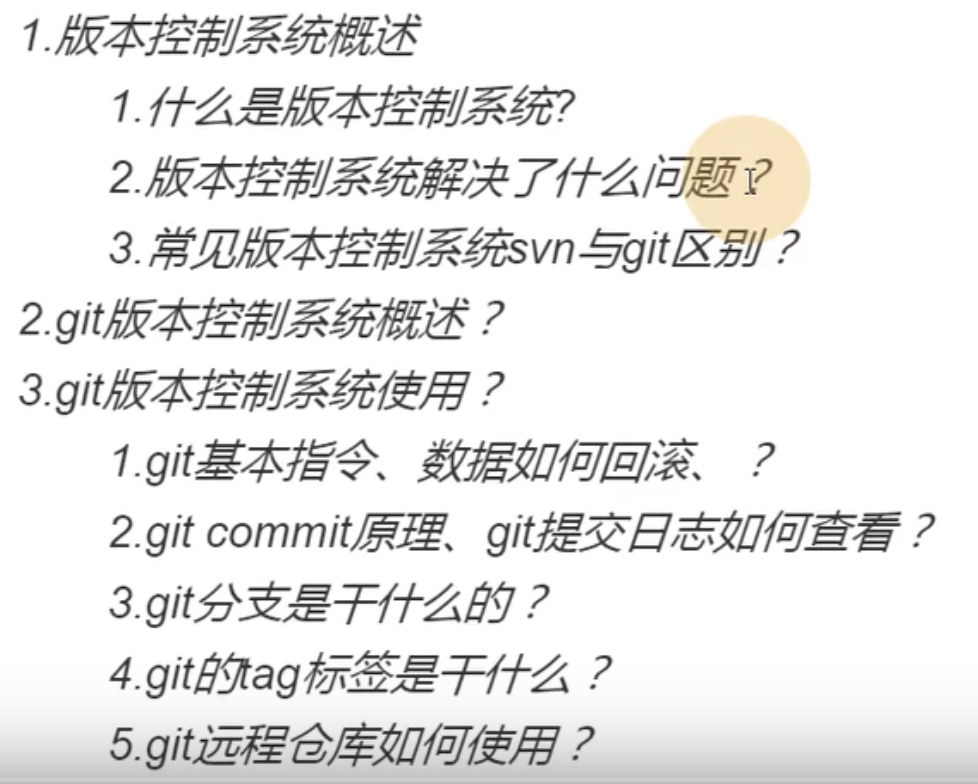 1.版本控制系统概述
1.什么是版本控制系统?
2.版本控制系统解决了什么问题？
3.常见版本控制系统svn与git区别？
2.git版本控制系统概述？
3.git版本控制系统使用？
1.git基本指令、数据如何回滚、 ？
2.git commit原理、git提交日志如何查看？
3.git分支是干什么的？
4.git的tag标签是干什么？
5.git远程仓库如何使用？